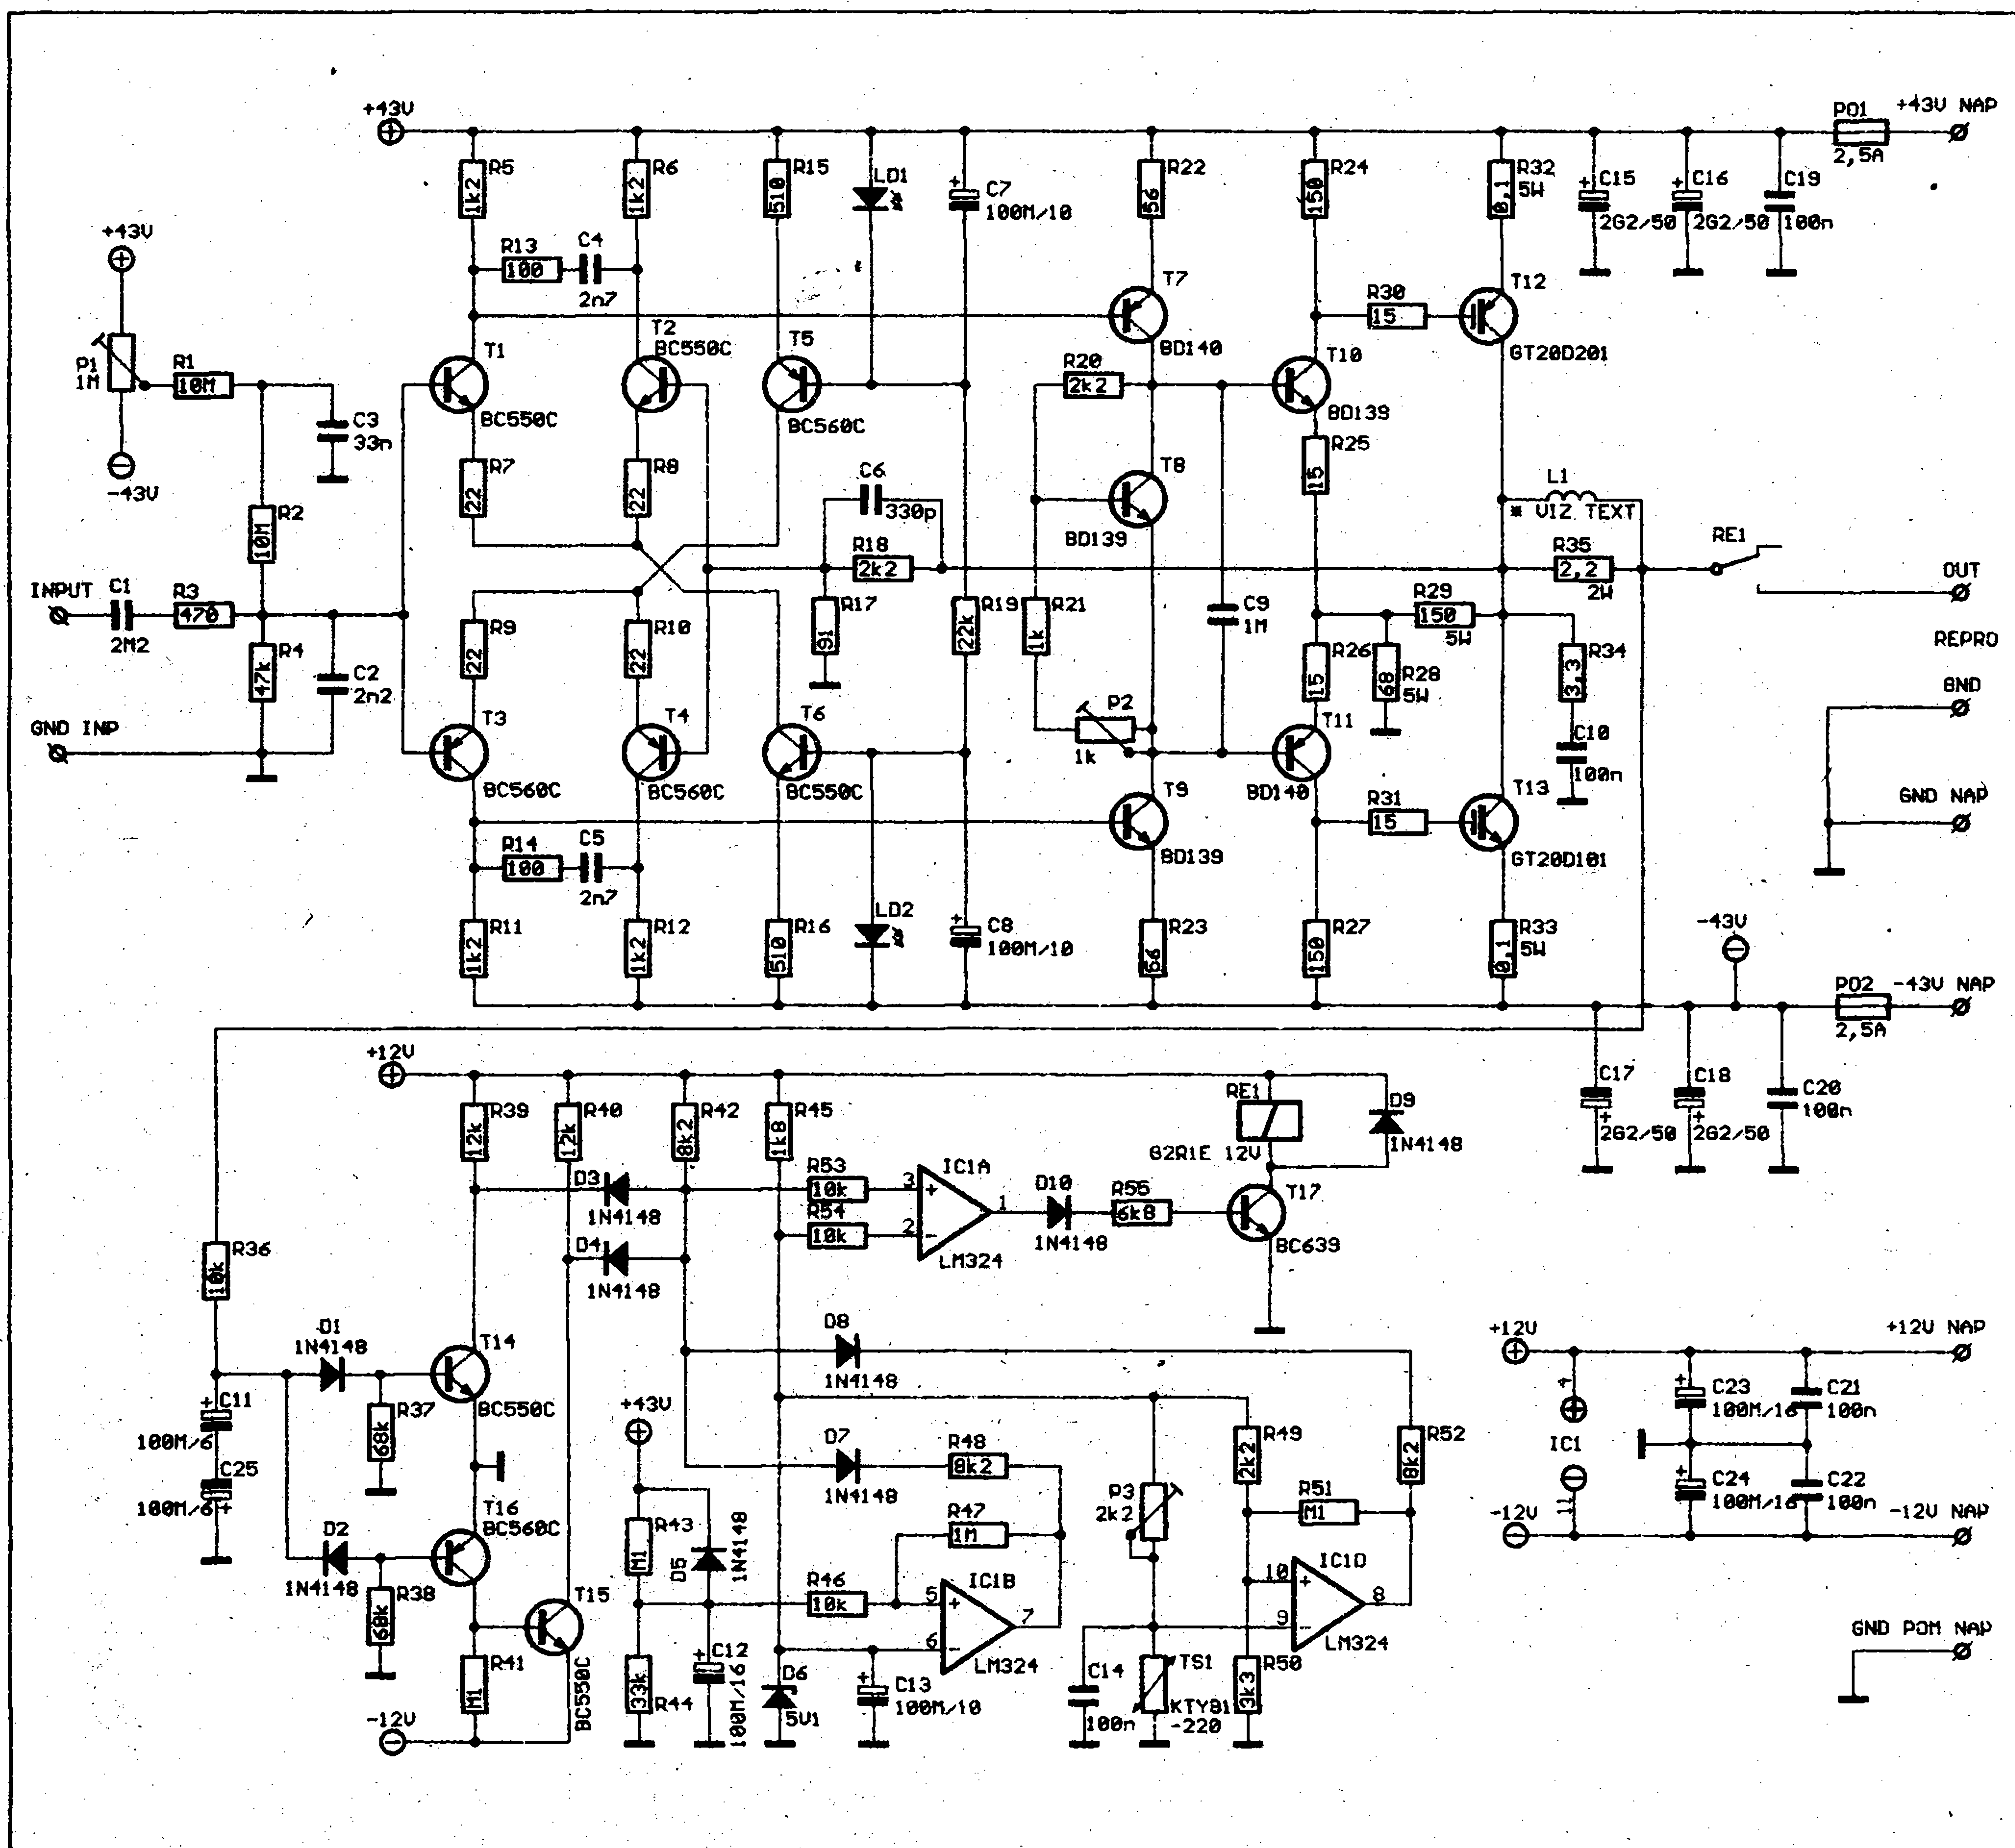 +43V
PO1
+43V NAP
2,5A
R5
1k2
R6
1k2
R15
510
LD1
C7
100M/10
R22
56
R24
150
R32
0,1
5W
C15
2G2/50
C16
2G2/50
C19
100n
+43V
R13
100
C4
2n7
P1
1M
-43V
R1
10M
C3
33n
T1
BC550C
T2
BC550C
T5
BC560C
T7
BD140
R30
15
T12
GT20D201
R20
2k2
T10
BD139
R7
22
R8
22
C6
330p
T8
BD139
R25
15
L1
* VIZ TEXT
RE1
R2
10M
R18
2k2
R35
2,2
2W
OUT
INPUT
C1
2M2
R3
470
R4
47k
C2
2n2
R9
22
R10
22
R17
91
R19
22k
R21
1k
C9
1M
R29
150
5W
R26
15
R28
68
5W
R34
3,3
REPRO
GND
GND INP
T3
BC560C
T4
BC560C
T6
BC550C
P2
1k
T11
BD140
C10
100n
GND NAP
R14
100
C5
2n7
T9
BD139
R31
15
T13
GT20D101
R11
1k2
R12
1k2
R16
510
LD2
C8
100M/10
R23
56
R27
150
R33
0,1
5W
-43V
PO2
-43V NAP
2,5A
C17
2G2/50
C18
2G2/50
C20
100n
+12V
R39
12k
R40
12k
R42
8k2
R45
1k8
RE1
G2R1E 12V
D9
1N4148
D3
1N4148
R53
10k
R54
10k
3
2
IC1A
1
LM324
D10
1N4148
R55
6k8
T17
BC639
D4
1N4148
R36
10k
D1
1N4148
T14
BC550C
D8
1N4148
+12V
+12V NAP
C11
100M/6
R37
68k
+43V
C25
100M/6
D7
1N4148
R48
8k2
R49
2k2
R52
8k2
4
IC1
11
C23
100M/16
C21
100n
C24
100M/16
C22
100n
T16
BC560C
R43
M1
D5
1N4148
R47
1M
P3
2k2
R51
M1
-12V
-12V NAP
D2
1N4148
R38
68k
T15
BC550C
R46
10k
5
6
IC1B
7
LM324
10
9
IC1D
8
LM324
GND POM NAP
R41
M1
R44
33k
C12
100M/16
D6
5V1
C13
100M/10
C14
100n
TS1
KTY81
-220
R50
3k3
-12V